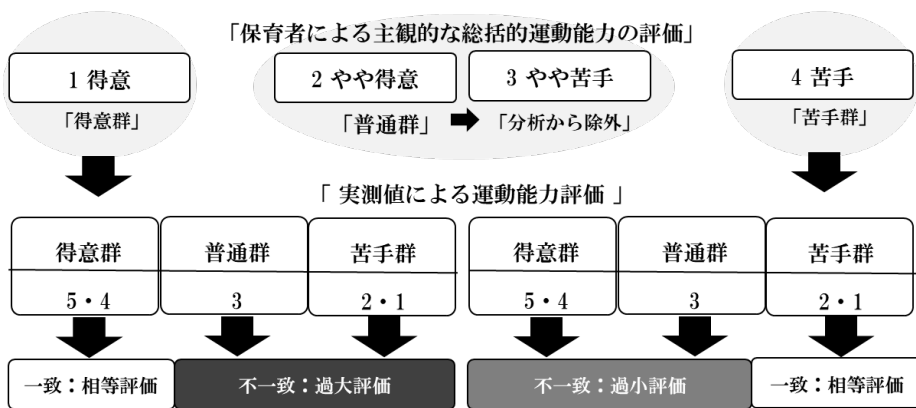 「保育者による主観的な総括的運動能力の評価」
1 得意
2 やや得意
3 やや苦手
4 苦手
「得意群」
「普通群」
「分析から除外」
「苦手群」
「 実測値による運動能力評価 」
得意群
普通群
苦手群
得意群
普通群
苦手群
5・4
3
2・1
5・4
3
2・1
一致：相等評価
不一致：過大評価
不一致：過小評価
一致：相等評価